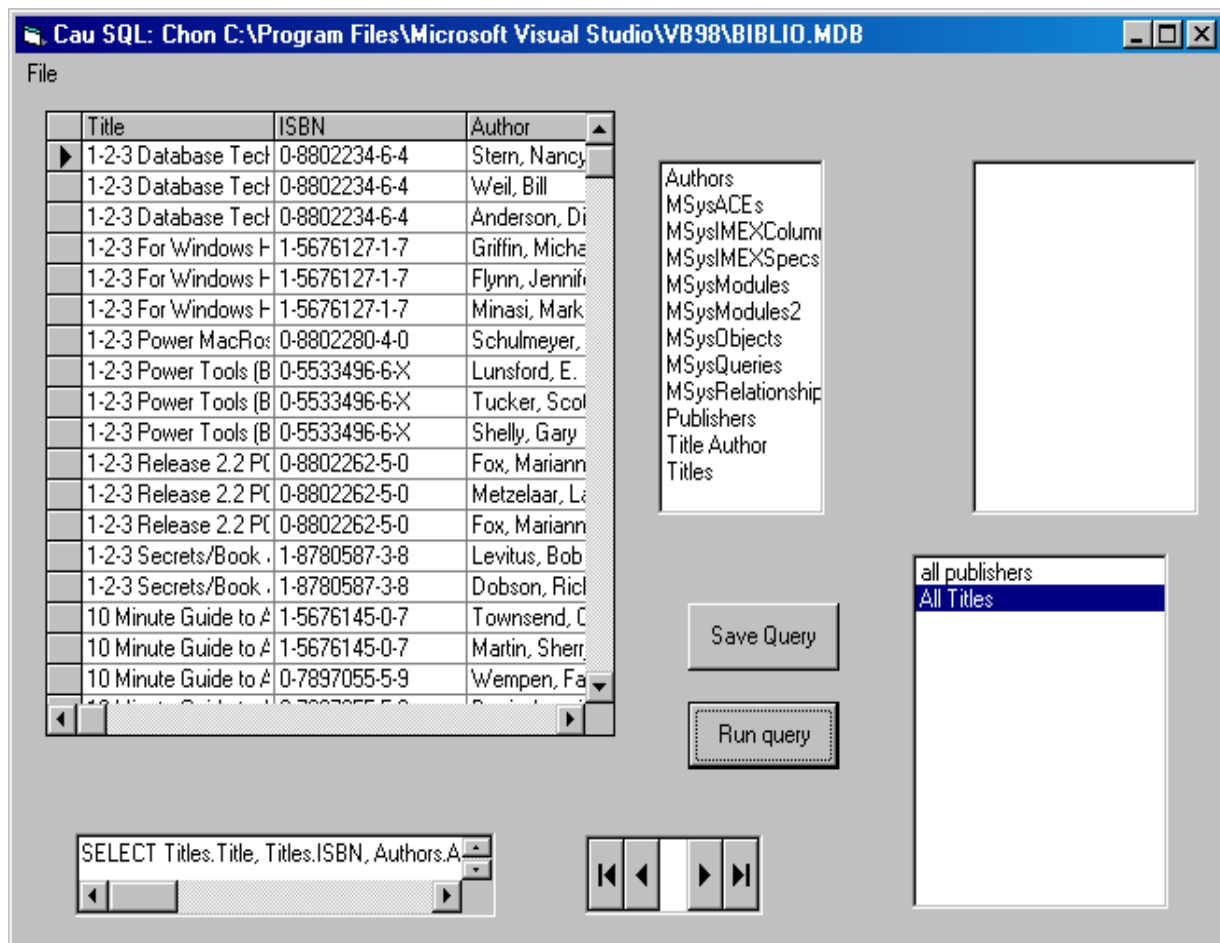 Cau SQL: Chon C:\Program Files\Microsoft Visual Studio\VB98\BIBLIO.MDB
File
Title ISBN Author
1-2-3 Database Tech 0-8802234-6-4 Stern, Nancy
1-2-3 Database Tech 0-8802234-6-4 Weil, Bill
1-2-3 Database Tech 0-8802234-6-4 Anderson, Di
1-2-3 For Windows H 1-5676127-1-7 Griffin, Micha
1-2-3 For Windows H 1-5676127-1-7 Flynn, Jennif
1-2-3 For Windows H 1-5676127-1-7 Minasi, Mark
1-2-3 Power MacRo 0-8802280-4-0 Schulmeyer,
1-2-3 Power Tools (B 0-5533496-6-X Lunsford, E.
1-2-3 Power Tools (B 0-5533496-6-X Tucker, Scot
1-2-3 Power Tools (B 0-5533496-6-X Shelly, Gary
1-2-3 Release 2.2 PC 0-8802262-5-0 Fox, Mariann
1-2-3 Release 2.2 PC 0-8802262-5-0 Metzelaar, La
1-2-3 Release 2.2 PC 0-8802262-5-0 Fox, Mariann
1-2-3 Secrets/Book 1-8780587-3-8 Levitus, Bob
1-2-3 Secrets/Book 1-8780587-3-8 Dobson, Ric
10 Minute Guide to A 1-5676145-0-7 Townsend, C
10 Minute Guide to A 1-5676145-0-7 Martin, Sherr
10 Minute Guide to A 0-7897055-5-9 Wempen, Fa
Authors
MSysACEs
MSysIMEXColum
MSysIMEXSpecs
MSysModules
MSysModules2
MSysObjects
MSysQueries
MSysRelationship
Publishers
Title Author
Titles
all publishers
All Titles
Save Query
Run query
SELECT Titles.Title, Titles.ISBN, Authors.A